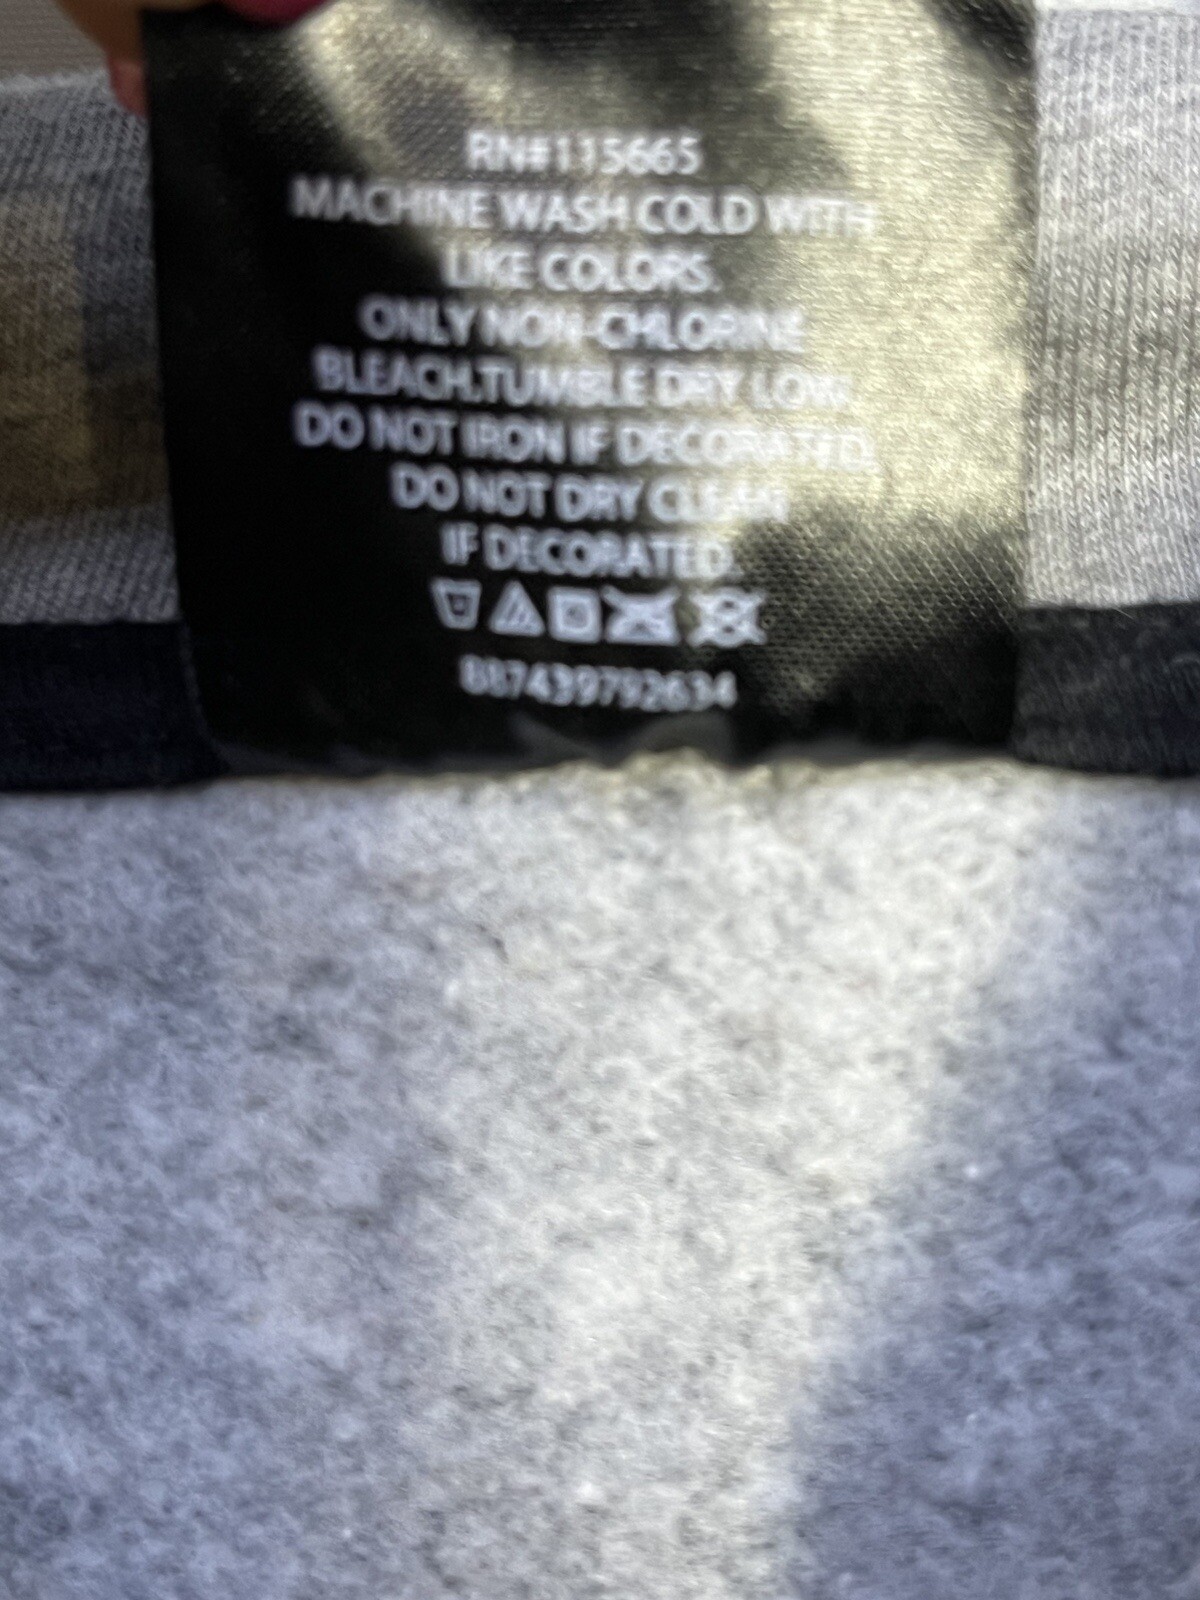 RN#115665
MACHINE WASH COLD WITH
LIKE COLORS.
ONLY NON-CHLORINE
BLEACH.TUMBLE DRY LOW.
DO NOT IRON IF DECORATED.
DO NOT DRY CLEAN
IF DECORATED.
887439792634